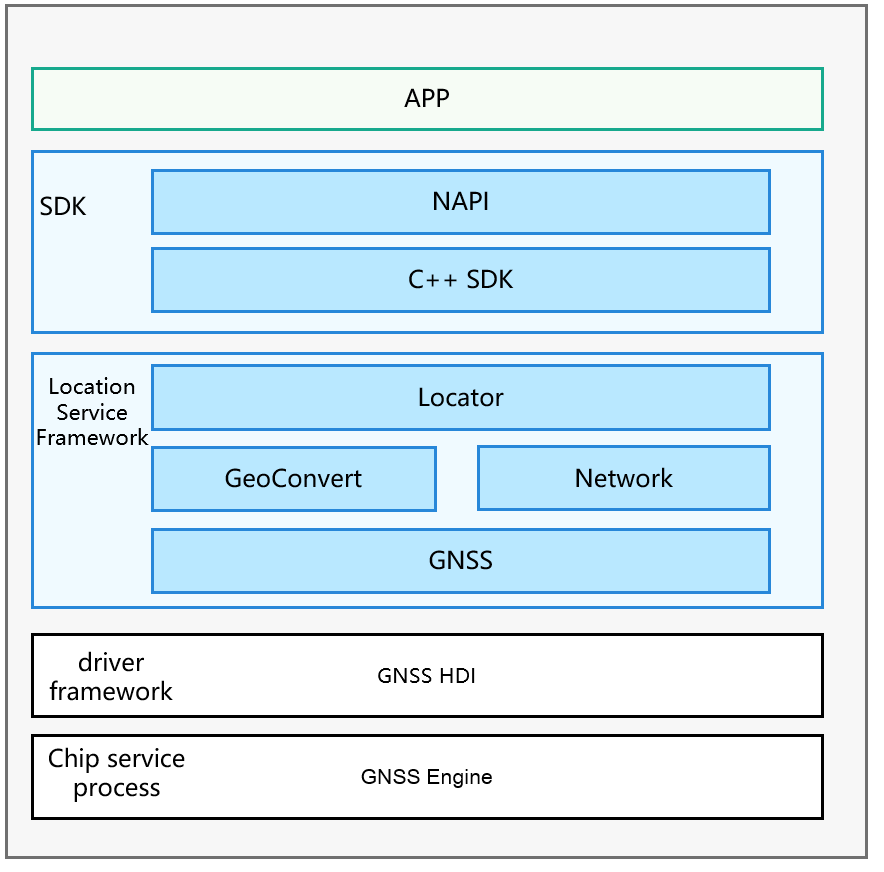 APP
SDK
NAPI
C++ SDK
Location
Service
Framework
Locator
GeoConvert
Network
GNSS
driver
framework
GNSS HDI
Chip service
process
GNSS Engine